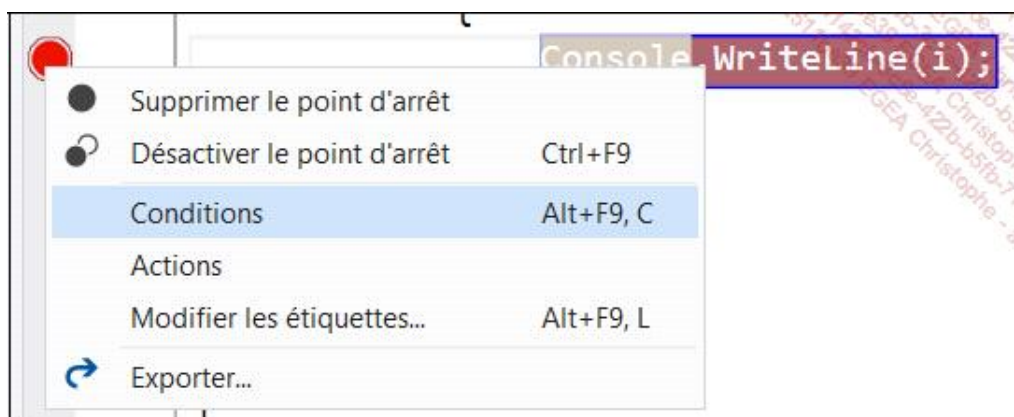 {
Console.WriteLine(i);
Supprimer le point d'arrêt
Désactiver le point d'arrêt Ctrl+F9
Conditions Alt+F9, C
Actions
Modifier les étiquettes... Alt+F9, L
Exporter...